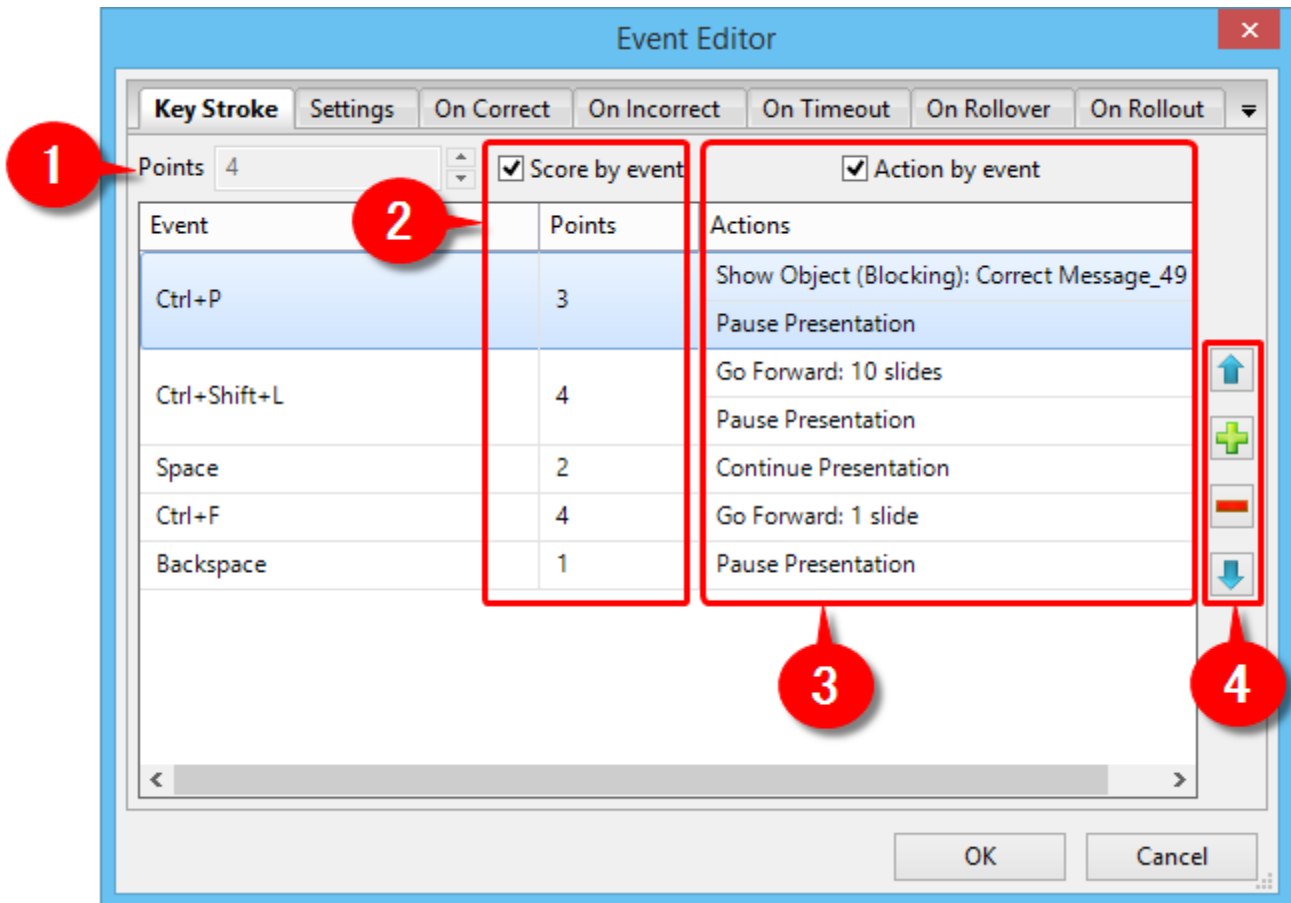 Event Editor
Key Stroke Settings On Correct On Incorrect On Timeout On Rollover On Rollout
1 Points 4 Score by event Action by event
2
Event Points Actions
Ctrl+P 3 Show Object (Blocking): Correct Message_49
Pause Presentation
Ctrl+Shift+L 4 Go Forward: 10 slides
Pause Presentation
Space 2 Continue Presentation
Ctrl+F 4 Go Forward: 1 slide
Backspace 1 Pause Presentation
3 4
OK Cancel